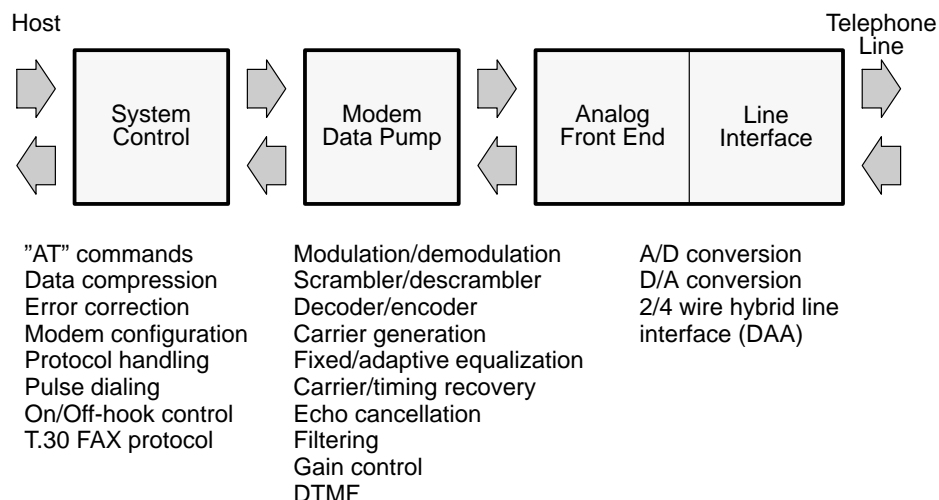 Host
Telephone
Line
System
Control
Modem
Data Pump
Analog
Front End
Line
Interface
”AT” commands
Data compression
Error correction
Modem configuration
Protocol handling
Pulse dialing
On/Off-hook control
T.30 FAX protocol
Modulation/demodulation
Scrambler/descrambler
Decoder/encoder
Carrier generation
Fixed/adaptive equalization
Carrier/timing recovery
Echo cancellation
Filtering
Gain control
DTMF
A/D conversion
D/A conversion
2/4 wire hybrid line
interface (DAA)